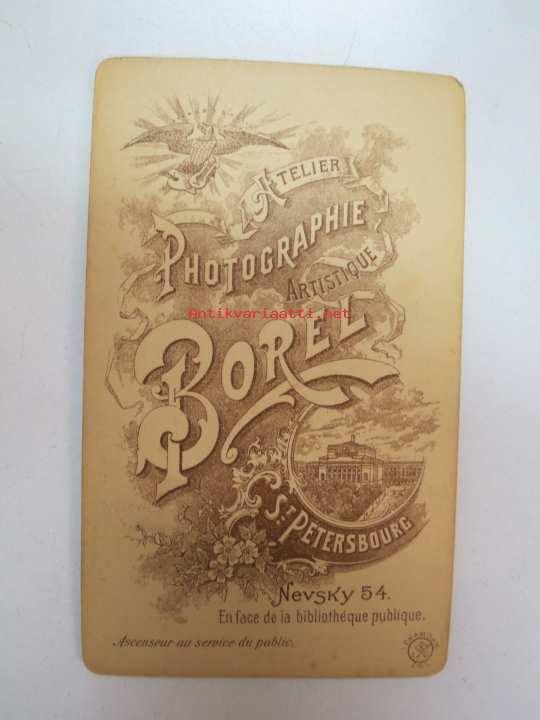 ATELIER
PHOTOGRAPHIE
ARTISTIQUE
Antikvariaatti.net
BOREL
ST PETERSBOURG
Nevsky 54.
En face de la bibliothéque publique.
Ascenseur au service du public.